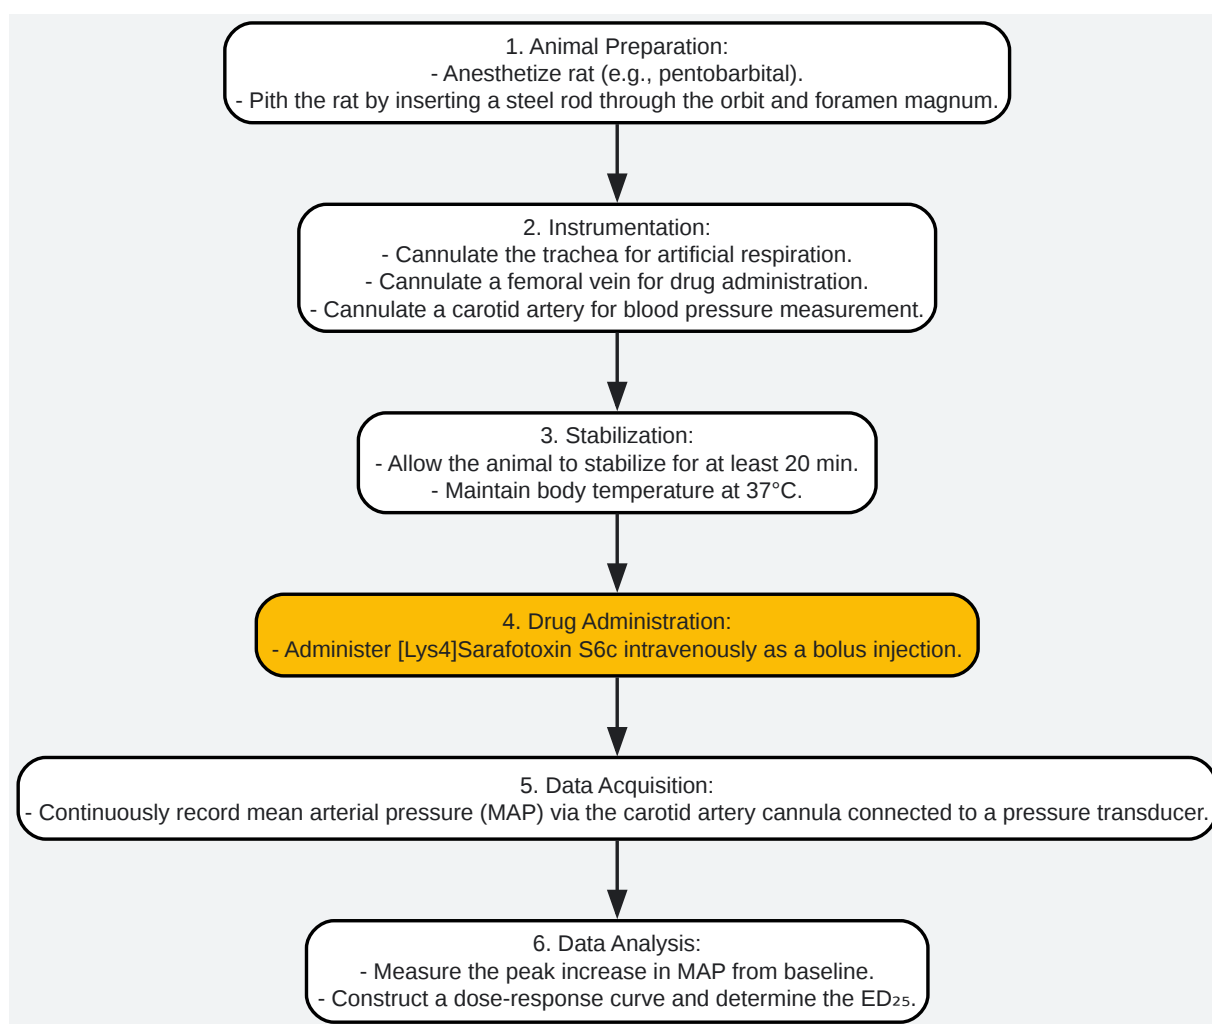 1. Animal Preparation:
- Anesthetize rat (e.g., pentobarbital).
- Pith the rat by inserting a steel rod through the orbit and foramen magnum.
2. Instrumentation:
- Cannulate the trachea for artificial respiration.
- Cannulate a femoral vein for drug administration.
- Cannulate a carotid artery for blood pressure measurement.
3. Stabilization:
- Allow the animal to stabilize for at least 20 min.
- Maintain body temperature at 37°C.
4. Drug Administration:
- Administer [Lys4]Sarafotoxin S6c intravenously as a bolus injection.
5. Data Acquisition:
- Continuously record mean arterial pressure (MAP) via the carotid artery cannula connected to a pressure transducer.
6. Data Analysis:
- Measure the peak increase in MAP from baseline.
- Construct a dose-response curve and determine the ED₂₅.